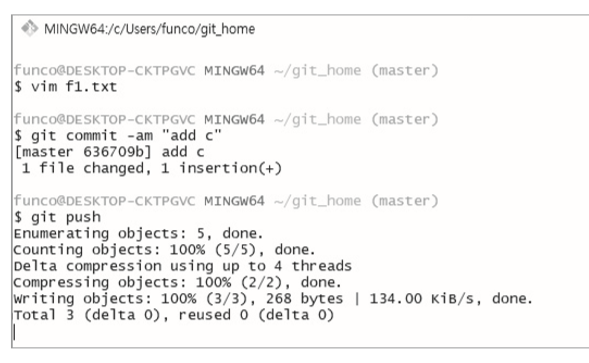 MINGW64:/c/Users/funco/git_home
funco@DESKTOP-CKTPGVC MINGW64 ~/git_home (master)
$ vim f1.txt
funco@DESKTOP-CKTPGVC MINGW64 ~/git_home (master)
$ git commit -am "add c"
[master 636709b] add c
1 file changed, 1 insertion(+)
funco@DESKTOP-CKTPGVC MINGW64 ~/git_home (master)
$ git push
Enumerating objects: 5, done.
Counting objects: 100% (5/5), done.
Delta compression using up to 4 threads
Compressing objects: 100% (2/2), done.
Writing objects: 100% (3/3), 268 bytes | 134.00 KiB/s, done.
Total 3 (delta 0), reused 0 (delta 0)